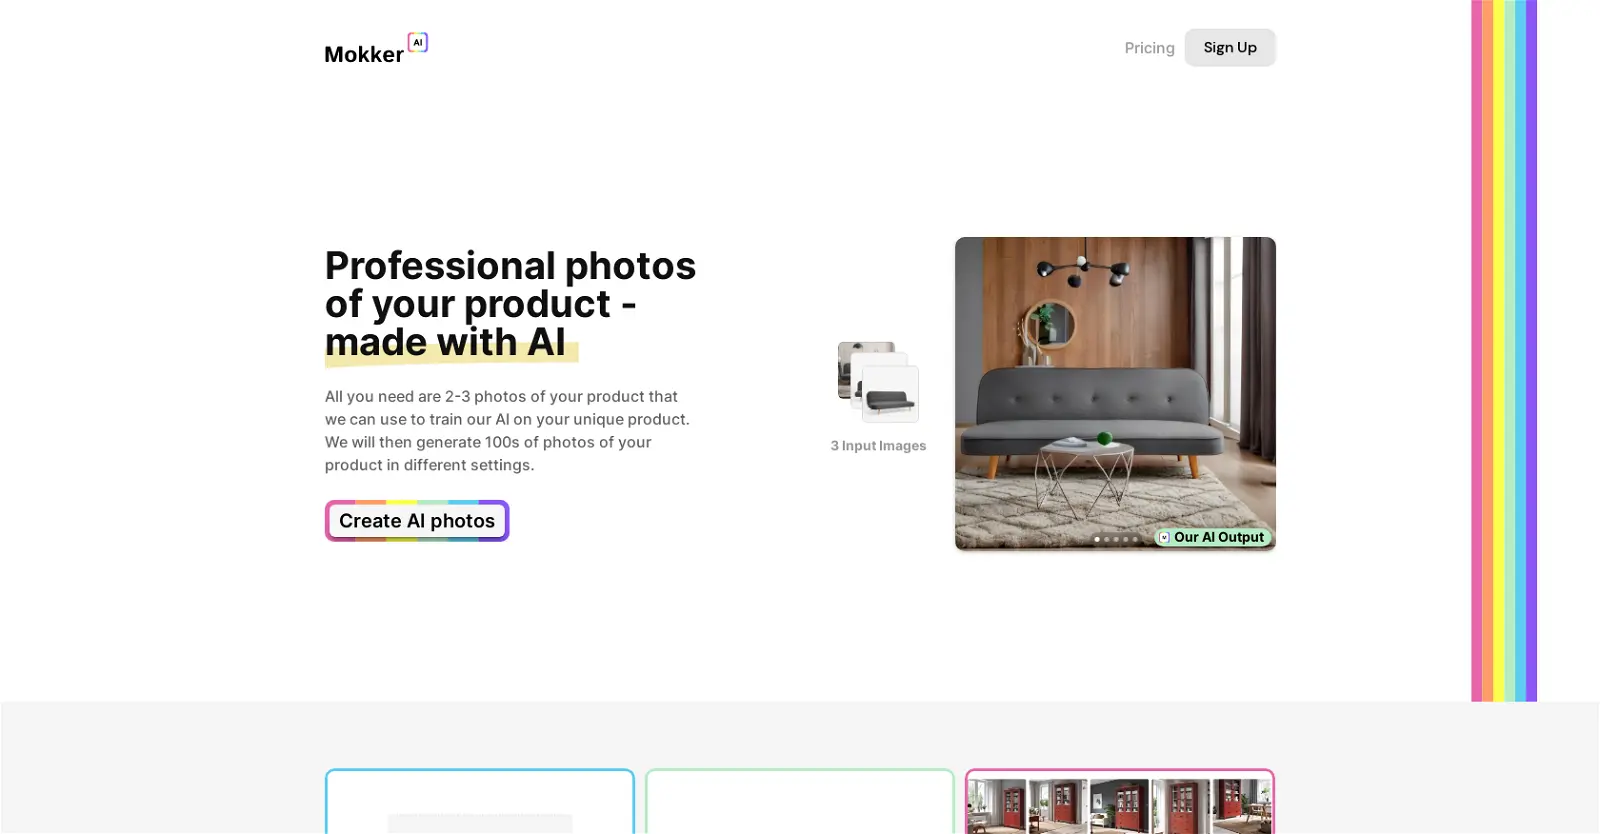 Mokker AI
Pricing
Sign Up
Professional photos
of your product -
made with AI
All you need are 2-3 photos of your product that
we can use to train our AI on your unique product.
We will then generate 100s of photos of your
product in different settings.
Create AI photos
3 Input Images
Our AI Output